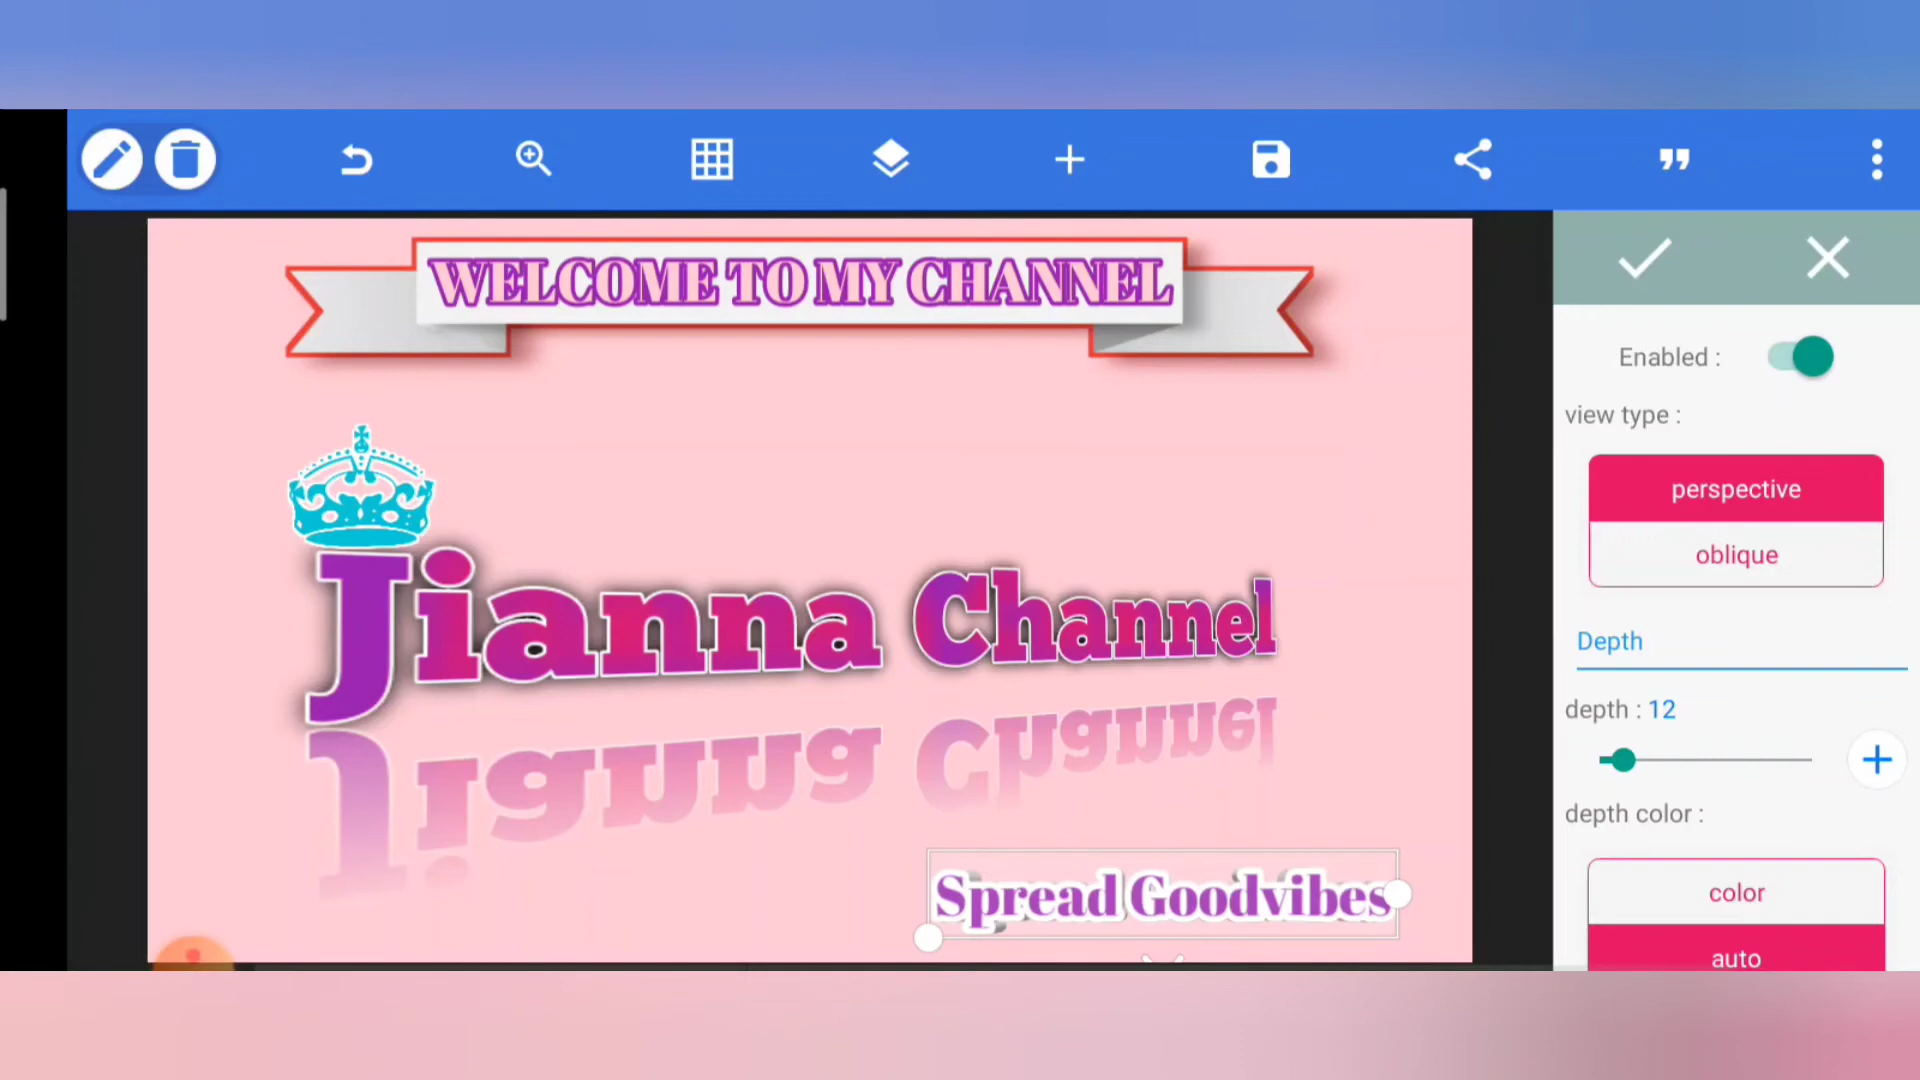 WELCOME TO MY CHANNEL
Jianna Channel
Spread Goodvibes
Enabled :
view type :
perspective
oblique
Depth
depth : 12
depth color :
color
auto